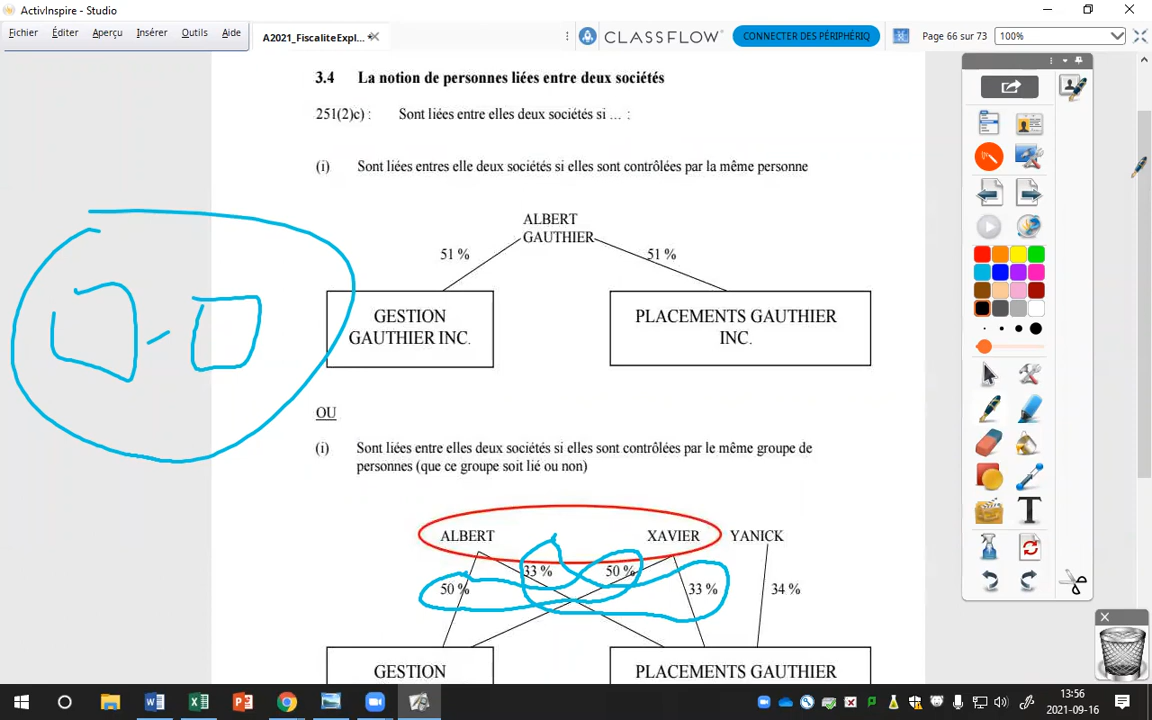 ActivInspire - Studio
Fichier Éditer Aperçu Insérer Outils Aide
A2021_FiscaliteExpl...
CLASSFLOW
CONNECTER DES PÉRIPHÉRIQ
Page 66 sur 73
100%
3.4 La notion de personnes liées entre deux sociétés
251(2)c) : Sont liées entre elles deux sociétés si ... :
(i) Sont liées entres elle deux sociétés si elles sont contrôlées par la même personne
ALBERT
GAUTHIER
51 % 51 %
GESTION
GAUTHIER INC.
PLACEMENTS GAUTHIER
INC.
OU
(i) Sont liées entre elles deux sociétés si elles sont contrôlées par le même groupe de
personnes (que ce groupe soit lié ou non)
ALBERT XAVIER YANICK
33 % 50 %
50 % 33 % 34 %
GESTION PLACEMENTS GAUTHIER
13:56
2021-09-16